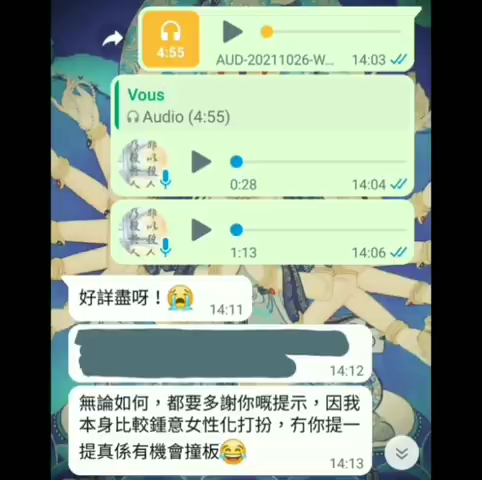 4:55
AUD-20211026-W... 14:03
Vous
Audio (4:55)
0:28 14:04
1:13 14:06
好詳盡呀！😭 14:11
14:12
無論如何，都要多謝你嘅提示，因我
本身比較鍾意女性化打扮，冇你提一
提真係有機會撞板😂
14:13